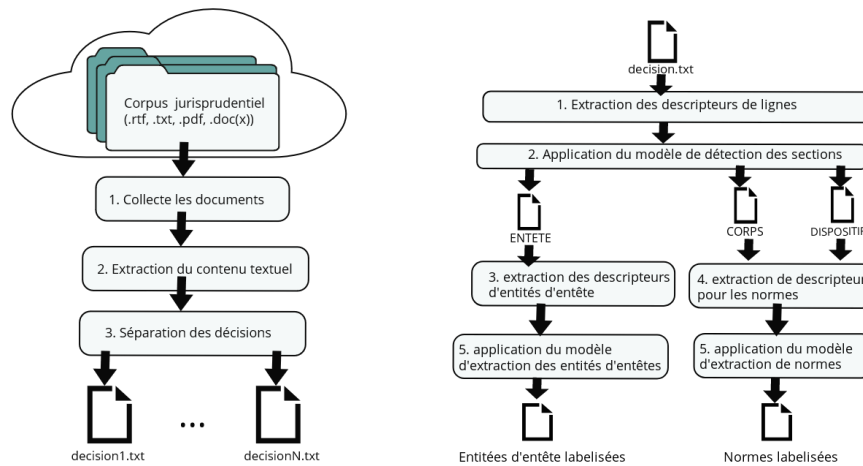 Corpus jurisprudentiel
(.rtf, .txt, .pdf, .doc(x))
1. Collecte les documents
2. Extraction du contenu textuel
3. Séparation des décisions
...
decision1.txt
decisionN.txt
decision.txt
1. Extraction des descripteurs de lignes
2. Application du modèle de détection des sections
ENTETE
CORPS
DISPOSITIF
3. extraction des descripteurs
d'entités d'entête
4. extraction de descripteur
pour les normes
5. application du modèle
d'extraction des entités d'entêtes
5. application du modèle
d'extraction de normes
Entitées d'entête labelisées
Normes labelisées